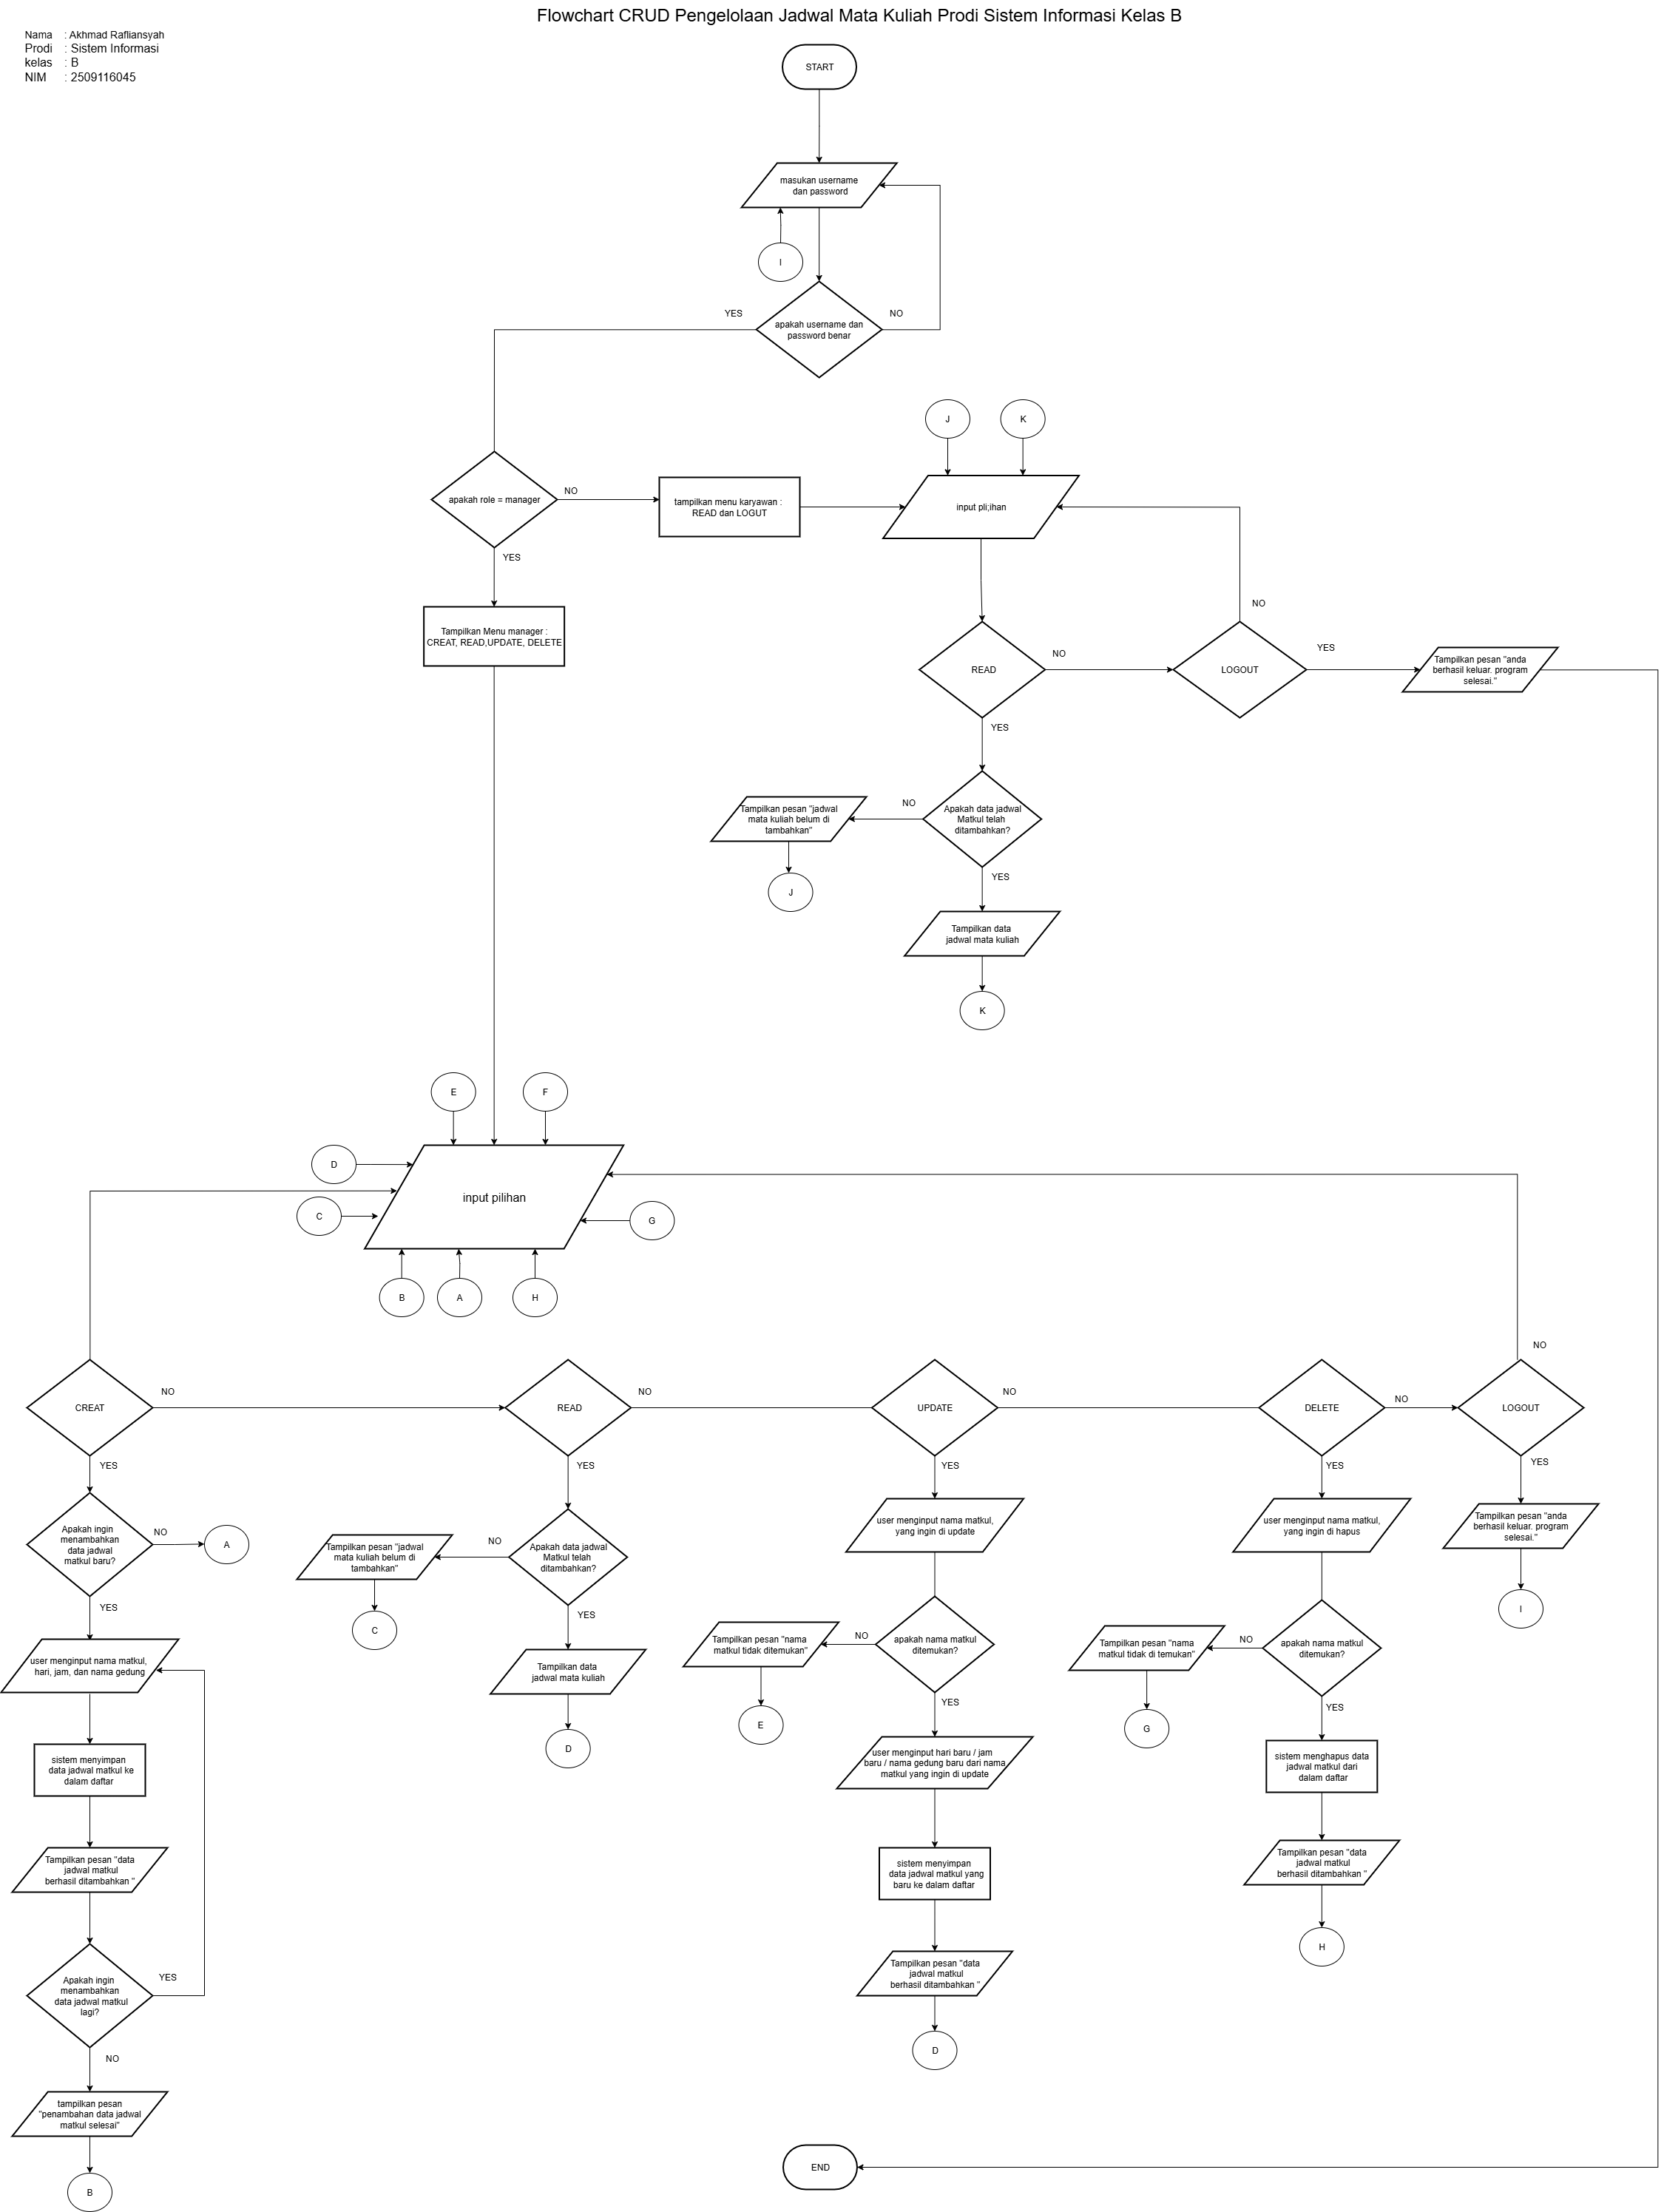 Flowchart CRUD Pengelolaan Jadwal Mata Kuliah Prodi Sistem Informasi Kelas B
Nama : Akhmad Rafliansyah
Prodi : Sistem Informasi
kelas : B
NIM : 2509116045
START
masukan username
dan password
I
apakah username dan
password benar
YES
NO
J
K
apakah role = manager
NO
YES
tampilkan menu karyawan :
READ dan LOGUT
input pli;ihan
Tampilkan Menu manager :
CREAT, READ,UPDATE, DELETE
READ
NO
YES
LOGOUT
NO
YES
Tampilkan pesan "anda
berhasil keluar. program
selesai."
Apakah data jadwal
Matkul telah
ditambahkan?
NO
YES
Tampilkan pesan "jadwal
mata kuliah belum di
tambahkan"
J
Tampilkan data
jadwal mata kuliah
K
E
F
D
C
input pilihan
G
B
A
H
CREAT
NO
YES
READ
NO
YES
UPDATE
NO
YES
DELETE
NO
YES
LOGOUT
NO
YES
Apakah ingin
menambahkan
data jadwal
matkul baru?
NO
A
YES
user menginput nama matkul,
hari, jam, dan nama gedung
sistem menyimpan
data jadwal matkul ke
dalam daftar
Tampilkan pesan "data
jadwal matkul
berhasil ditambahkan "
Apakah ingin
menambahkan
data jadwal matkul
lagi?
YES
NO
tampilkan pesan
"penambahan data jadwal
matkul selesai"
B
Apakah data jadwal
Matkul telah
ditambahkan?
NO
YES
Tampilkan pesan "jadwal
mata kuliah belum di
tambahkan"
C
Tampilkan data
jadwal mata kuliah
D
user menginput nama matkul,
yang ingin di update
apakah nama matkul
ditemukan?
NO
YES
Tampilkan pesan "nama
matkul tidak ditemukan"
E
user menginput hari baru / jam
baru / nama gedung baru dari nama
matkul yang ingin di update
sistem menyimpan
data jadwal matkul yang
baru ke dalam daftar
Tampilkan pesan "data
jadwal matkul
berhasil ditambahkan "
D
user menginput nama matkul,
yang ingin di hapus
apakah nama matkul
ditemukan?
NO
YES
Tampilkan pesan "nama
matkul tidak di temukan"
G
sistem menghapus data
jadwal matkul dari
dalam daftar
Tampilkan pesan "data
jadwal matkul
berhasil ditambahkan "
H
Tampilkan pesan "anda
berhasil keluar. program
selesai."
I
END